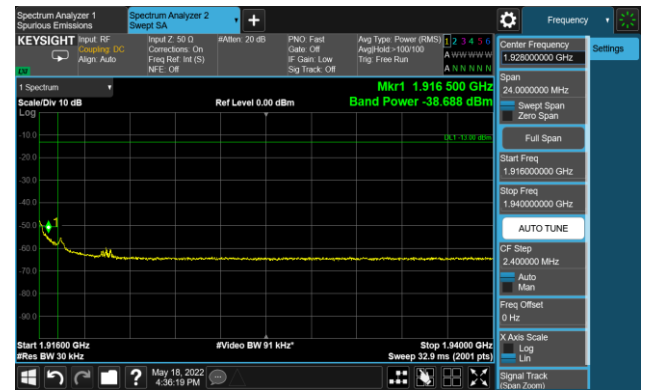 Spectrum Analyzer 1
Spurious Emissions
Spectrum Analyzer 2
Swept SA
Frequency
KEYSIGHT
Input: RF
Coupling: DC
Align: Auto
Input Z: 50 Ω
Corrections: On
Freq Ref: Int (S)
NFE: Off
#Atten: 20 dB
PNO: Fast
Gate: Off
IF Gain: Low
Sig Track: Off
Avg Type: Power (RMS)
Avg|Hold:>100/100
Trig: Free Run
1 2 3 4 5 6
A W W W W W
A N N N N N
LXI
1 Spectrum
Scale/Div 10 dB
Ref Level 0.00 dBm
Mkr1 1.916 500 GHz
Band Power -38.688 dBm
Log
DL1 -13.00 dBm
-10.0
-20.0
-30.0
-40.0
-50.0
-60.0
-70.0
-80.0
-90.0
1
Start 1.91600 GHz
#Res BW 30 kHz
#Video BW 91 kHz*
Stop 1.94000 GHz
Sweep 32.9 ms (2001 pts)
May 18, 2022
4:36:19 PM
Center Frequency
1.928000000 GHz
Settings
Span
24.0000000 MHz
Swept Span
Zero Span
Full Span
Start Freq
1.916000000 GHz
Stop Freq
1.940000000 GHz
AUTO TUNE
CF Step
2.400000 MHz
Auto
Man
Freq Offset
0 Hz
X Axis Scale
Log
Lin
Signal Track
(Span Zoom)